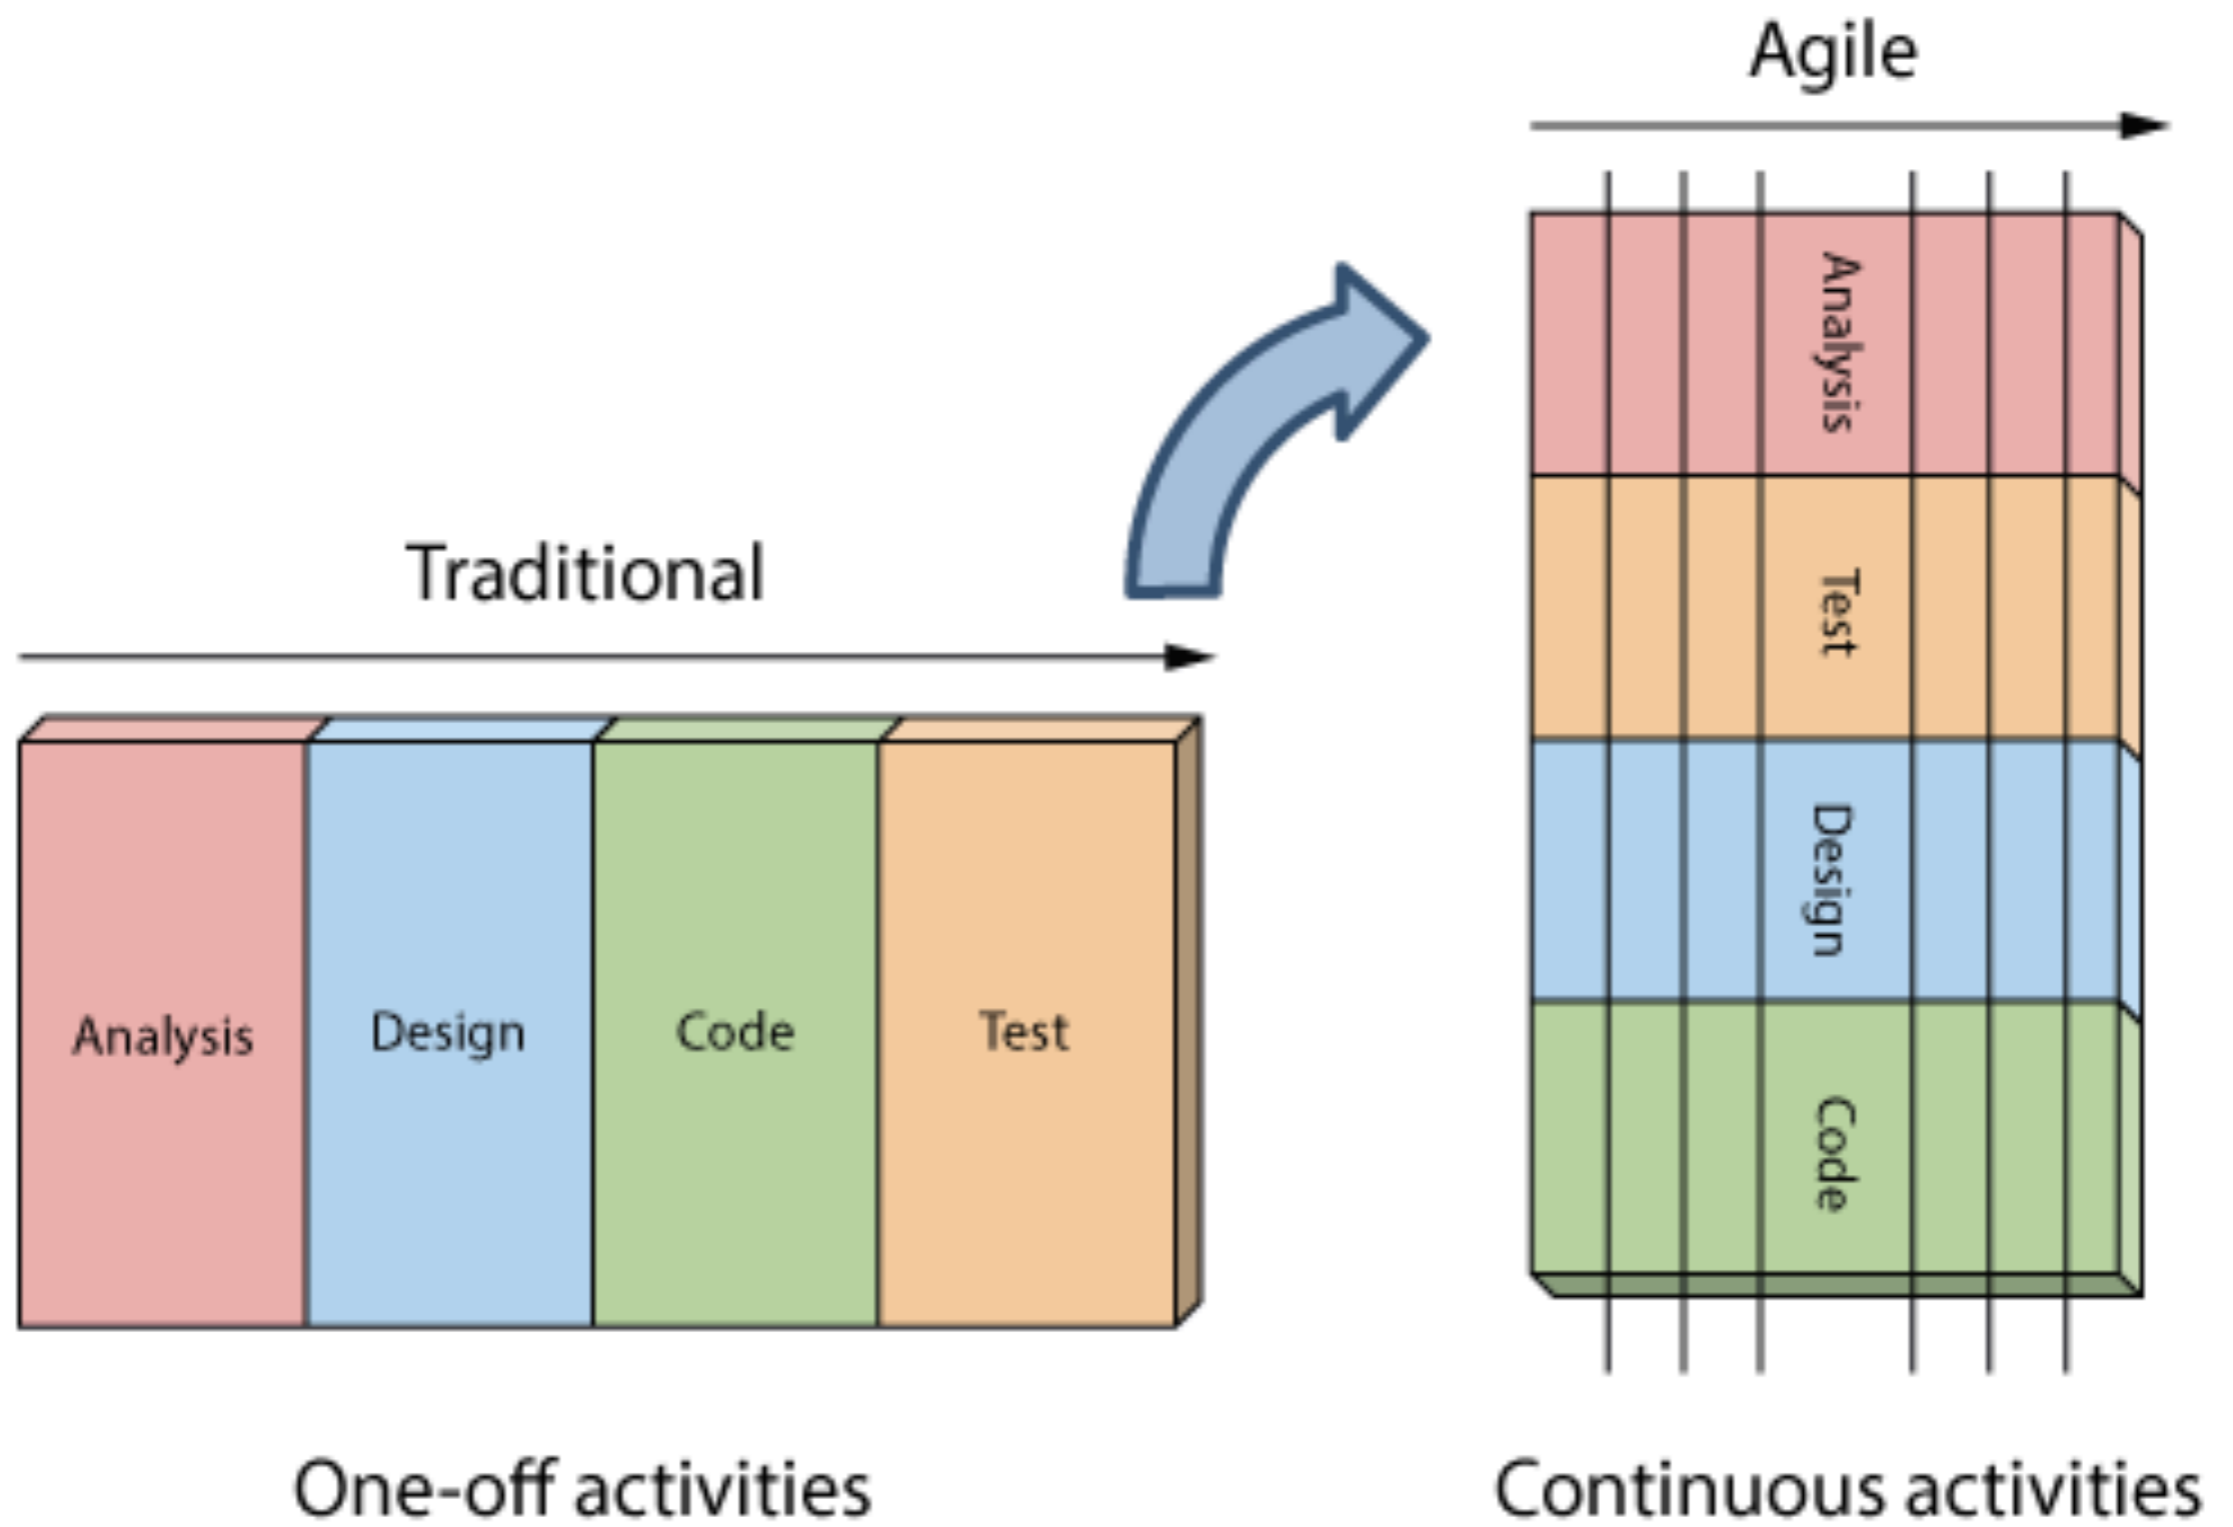 Agile
Analysis
Test
Design
Code
Traditional
Analysis
Design
Code
Test
One-off activities
Continuous activities